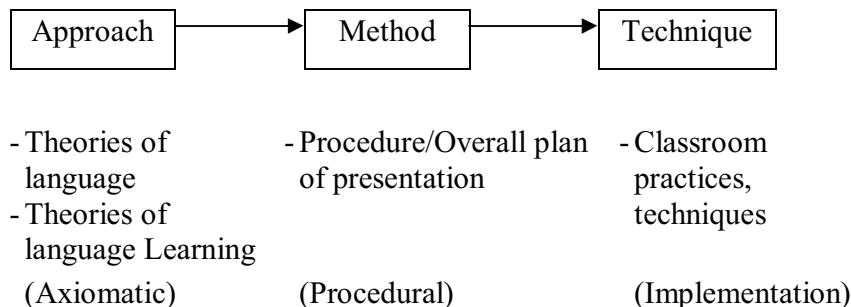 Approach Method Technique
- Theories of
language
- Theories of
language Learning
(Axiomatic)
- Procedure/Overall plan
of presentation
(Procedural)
- Classroom
practices,
techniques
(Implementation)